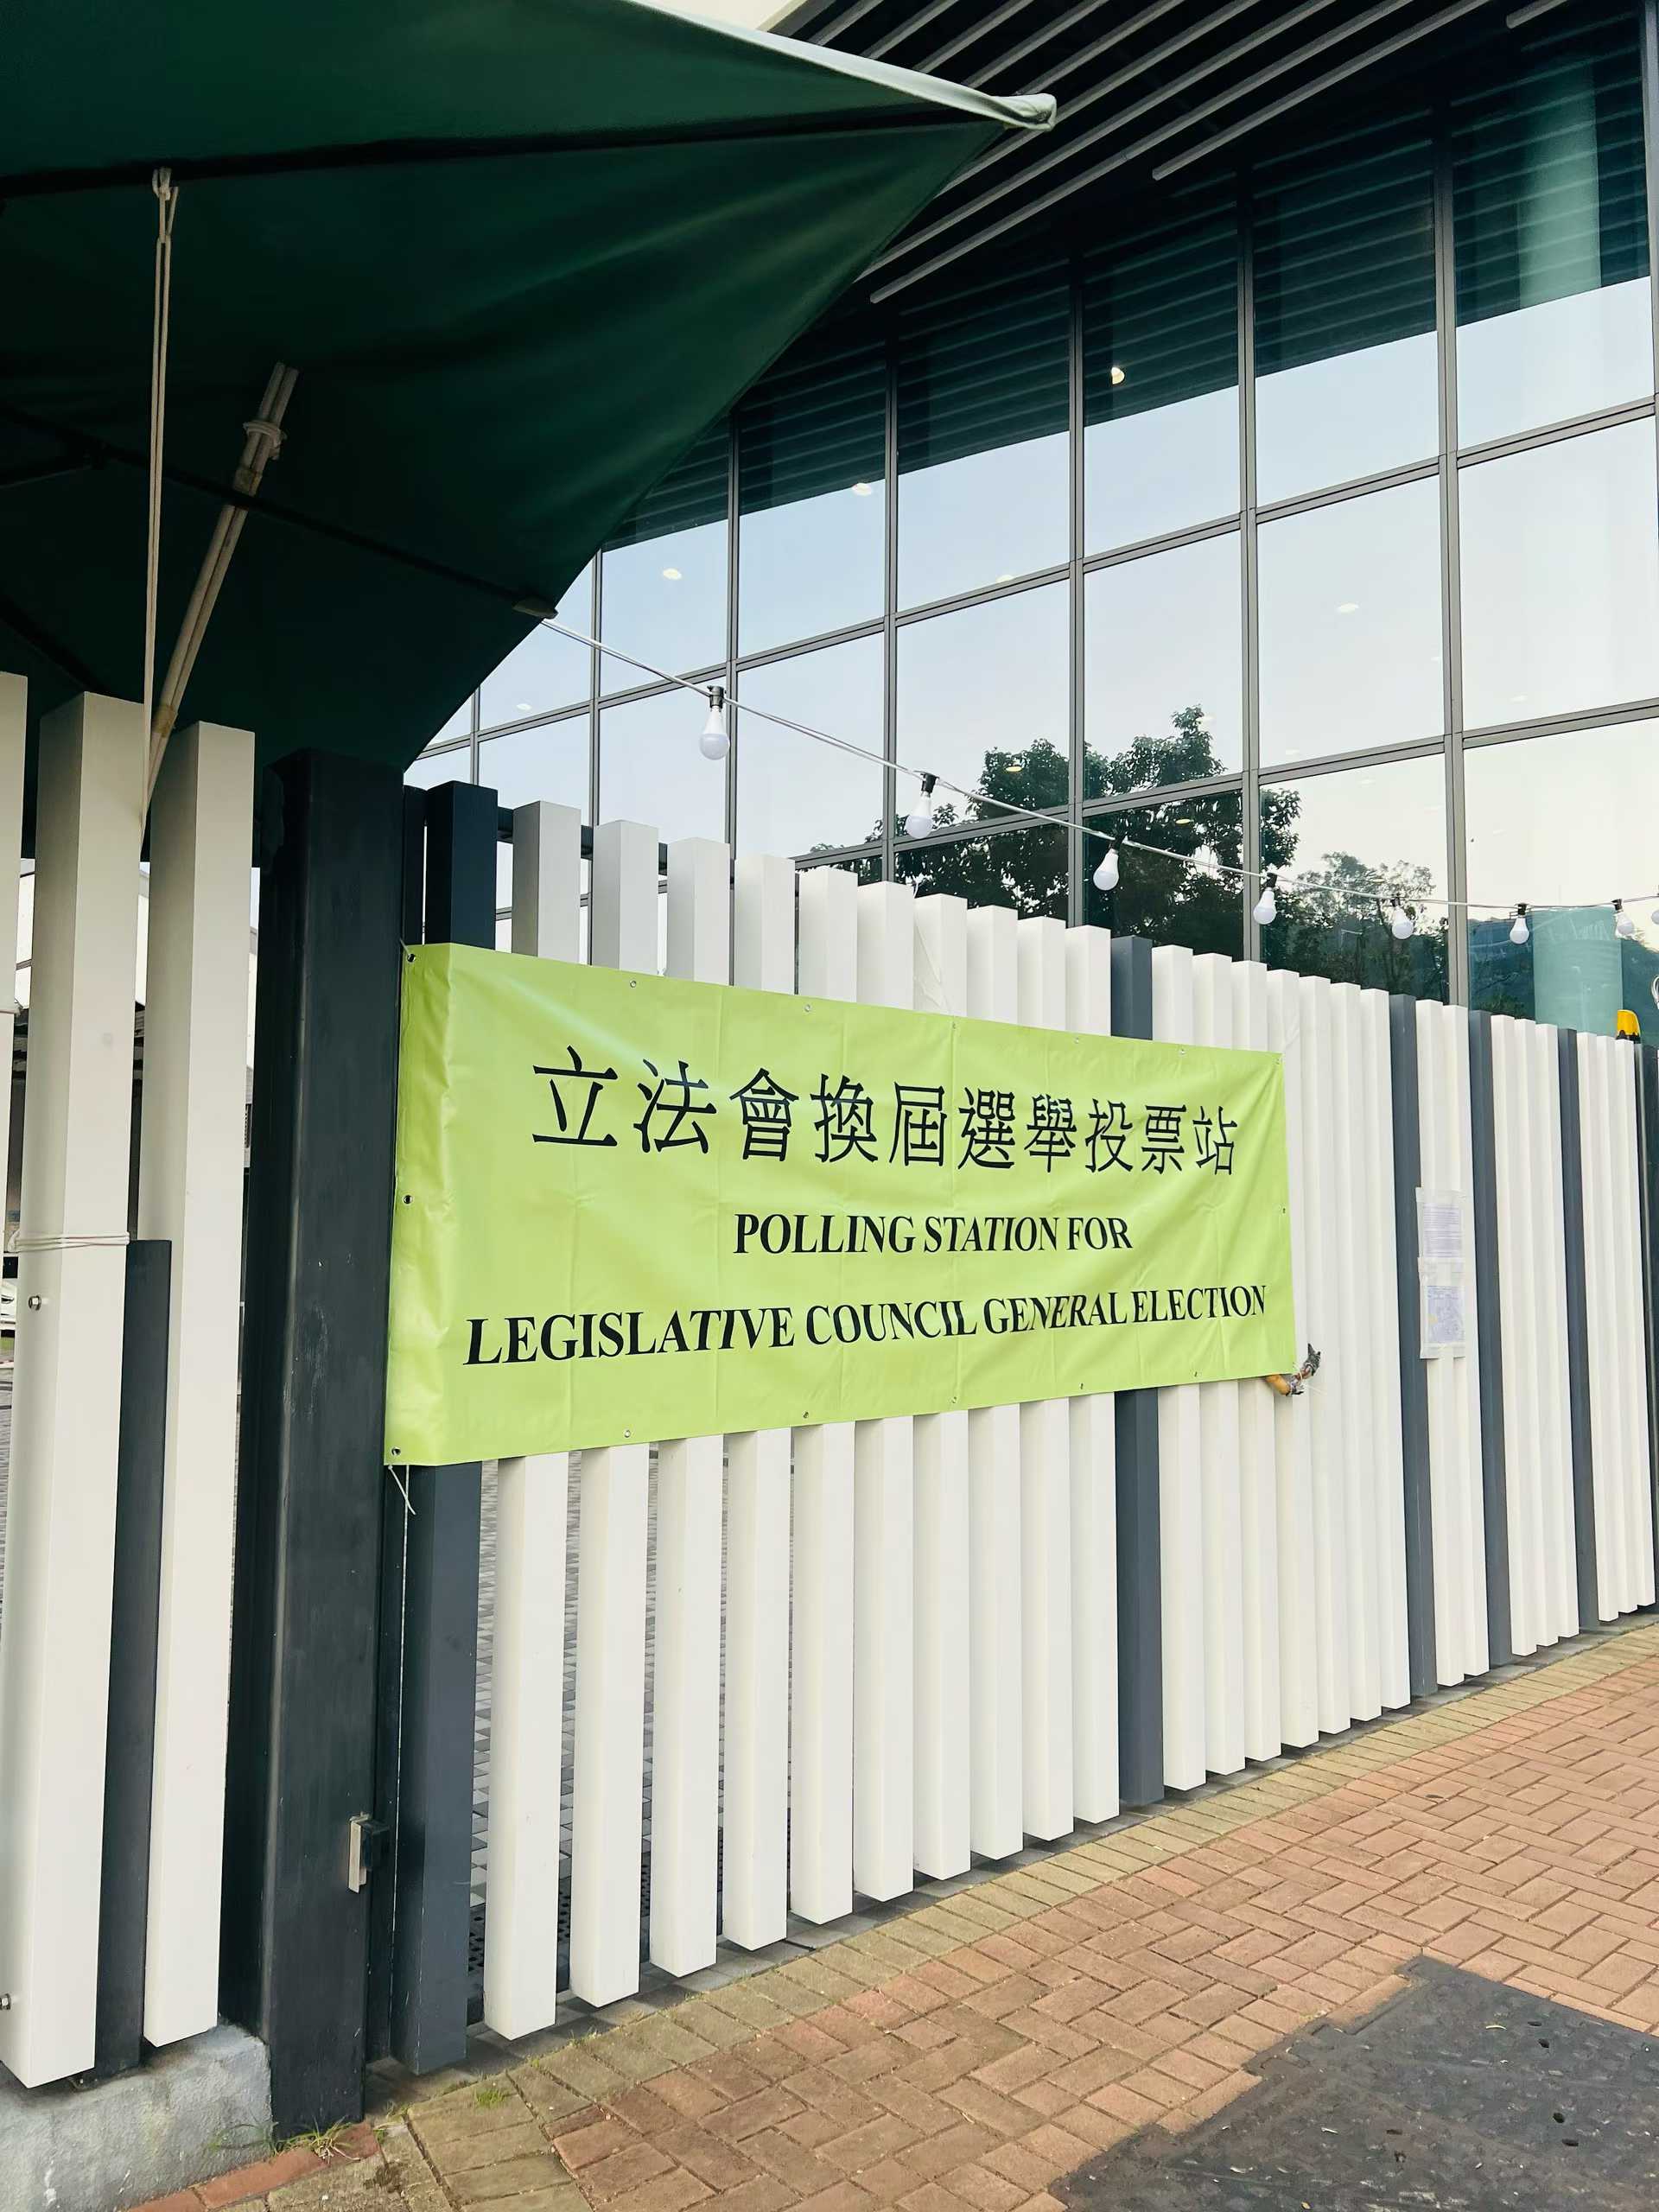 立法會換屆選舉投票站
POLLING STATION FOR
LEGISLATIVE COUNCIL GENERAL ELECTION